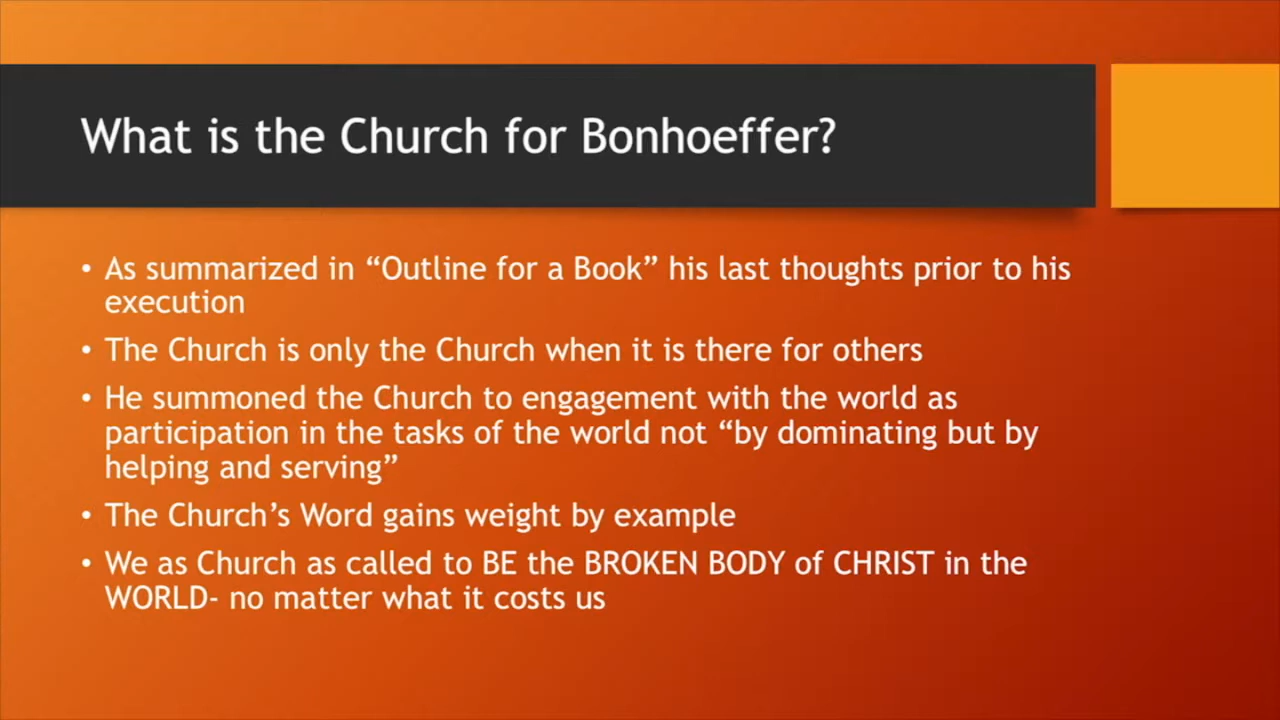 What is the Church for Bonhoeffer?
• As summarized in “Outline for a Book” his last thoughts prior to his
execution
• The Church is only the Church when it is there for others
• He summoned the Church to engagement with the world as
participation in the tasks of the world not “by dominating but by
helping and serving”
• The Church’s Word gains weight by example
• We as Church as called to BE the BROKEN BODY of CHRIST in the
WORLD- no matter what it costs us